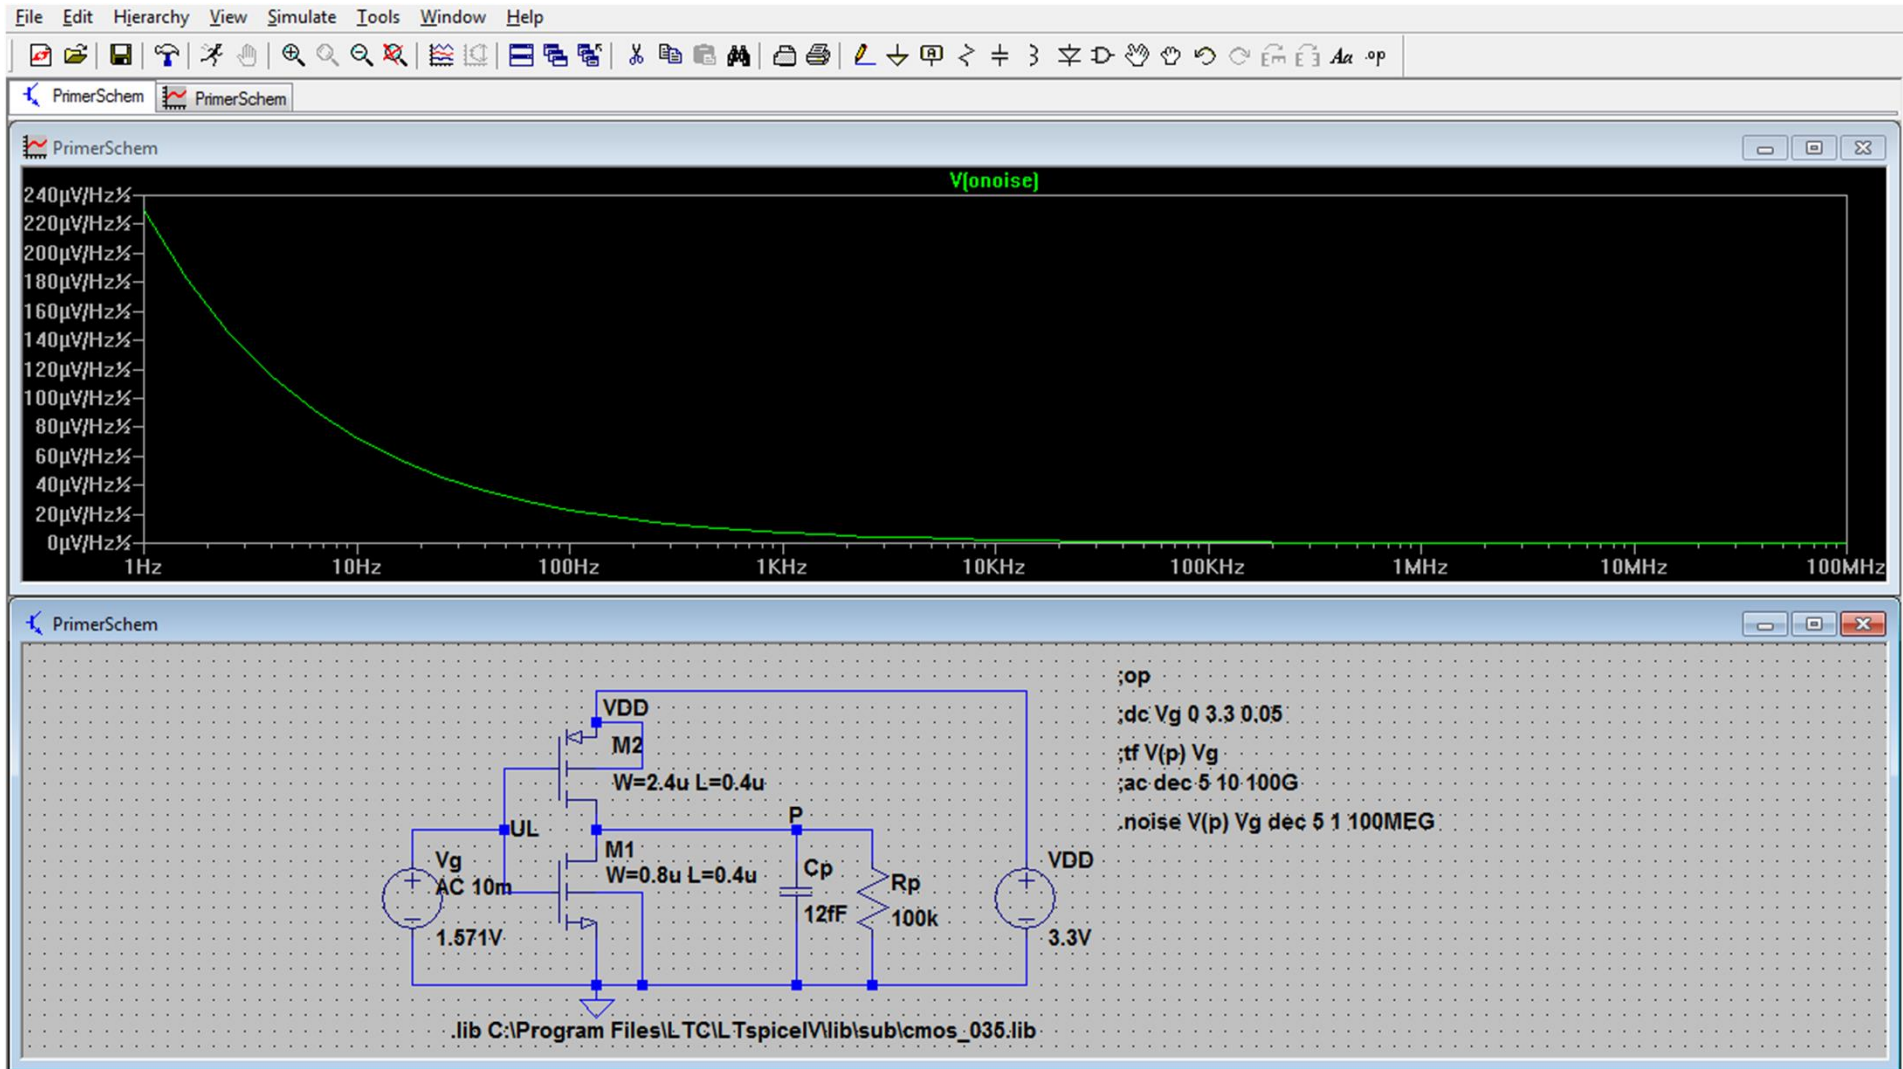 File Edit Hierarchy View Simulate Tools Window Help
Aa .op
PrimerSchem PrimerSchem
PrimerSchem
V(onoise)
240µV/Hz½
220µV/Hz½
200µV/Hz½
180µV/Hz½
160µV/Hz½
140µV/Hz½
120µV/Hz½
100µV/Hz½
80µV/Hz½
60µV/Hz½
40µV/Hz½
20µV/Hz½
0µV/Hz½
1Hz 10Hz 100Hz 1KHz 10KHz 100KHz 1MHz 10MHz 100MHz
PrimerSchem
VDD
M2
W=2.4u L=0.4u
UL
P
M1
W=0.8u L=0.4u
Vg
AC 10m
1.571V
Cp
12fF
Rp
100k
VDD
3.3V
;op
;dc Vg 0 3.3 0.05
;tf V(p) Vg
;ac dec 5 10 100G
.noise V(p) Vg dec 5 1 100MEG
.lib C:\Program Files\LTC\LTspiceIV\lib\sub\cmos_035.lib